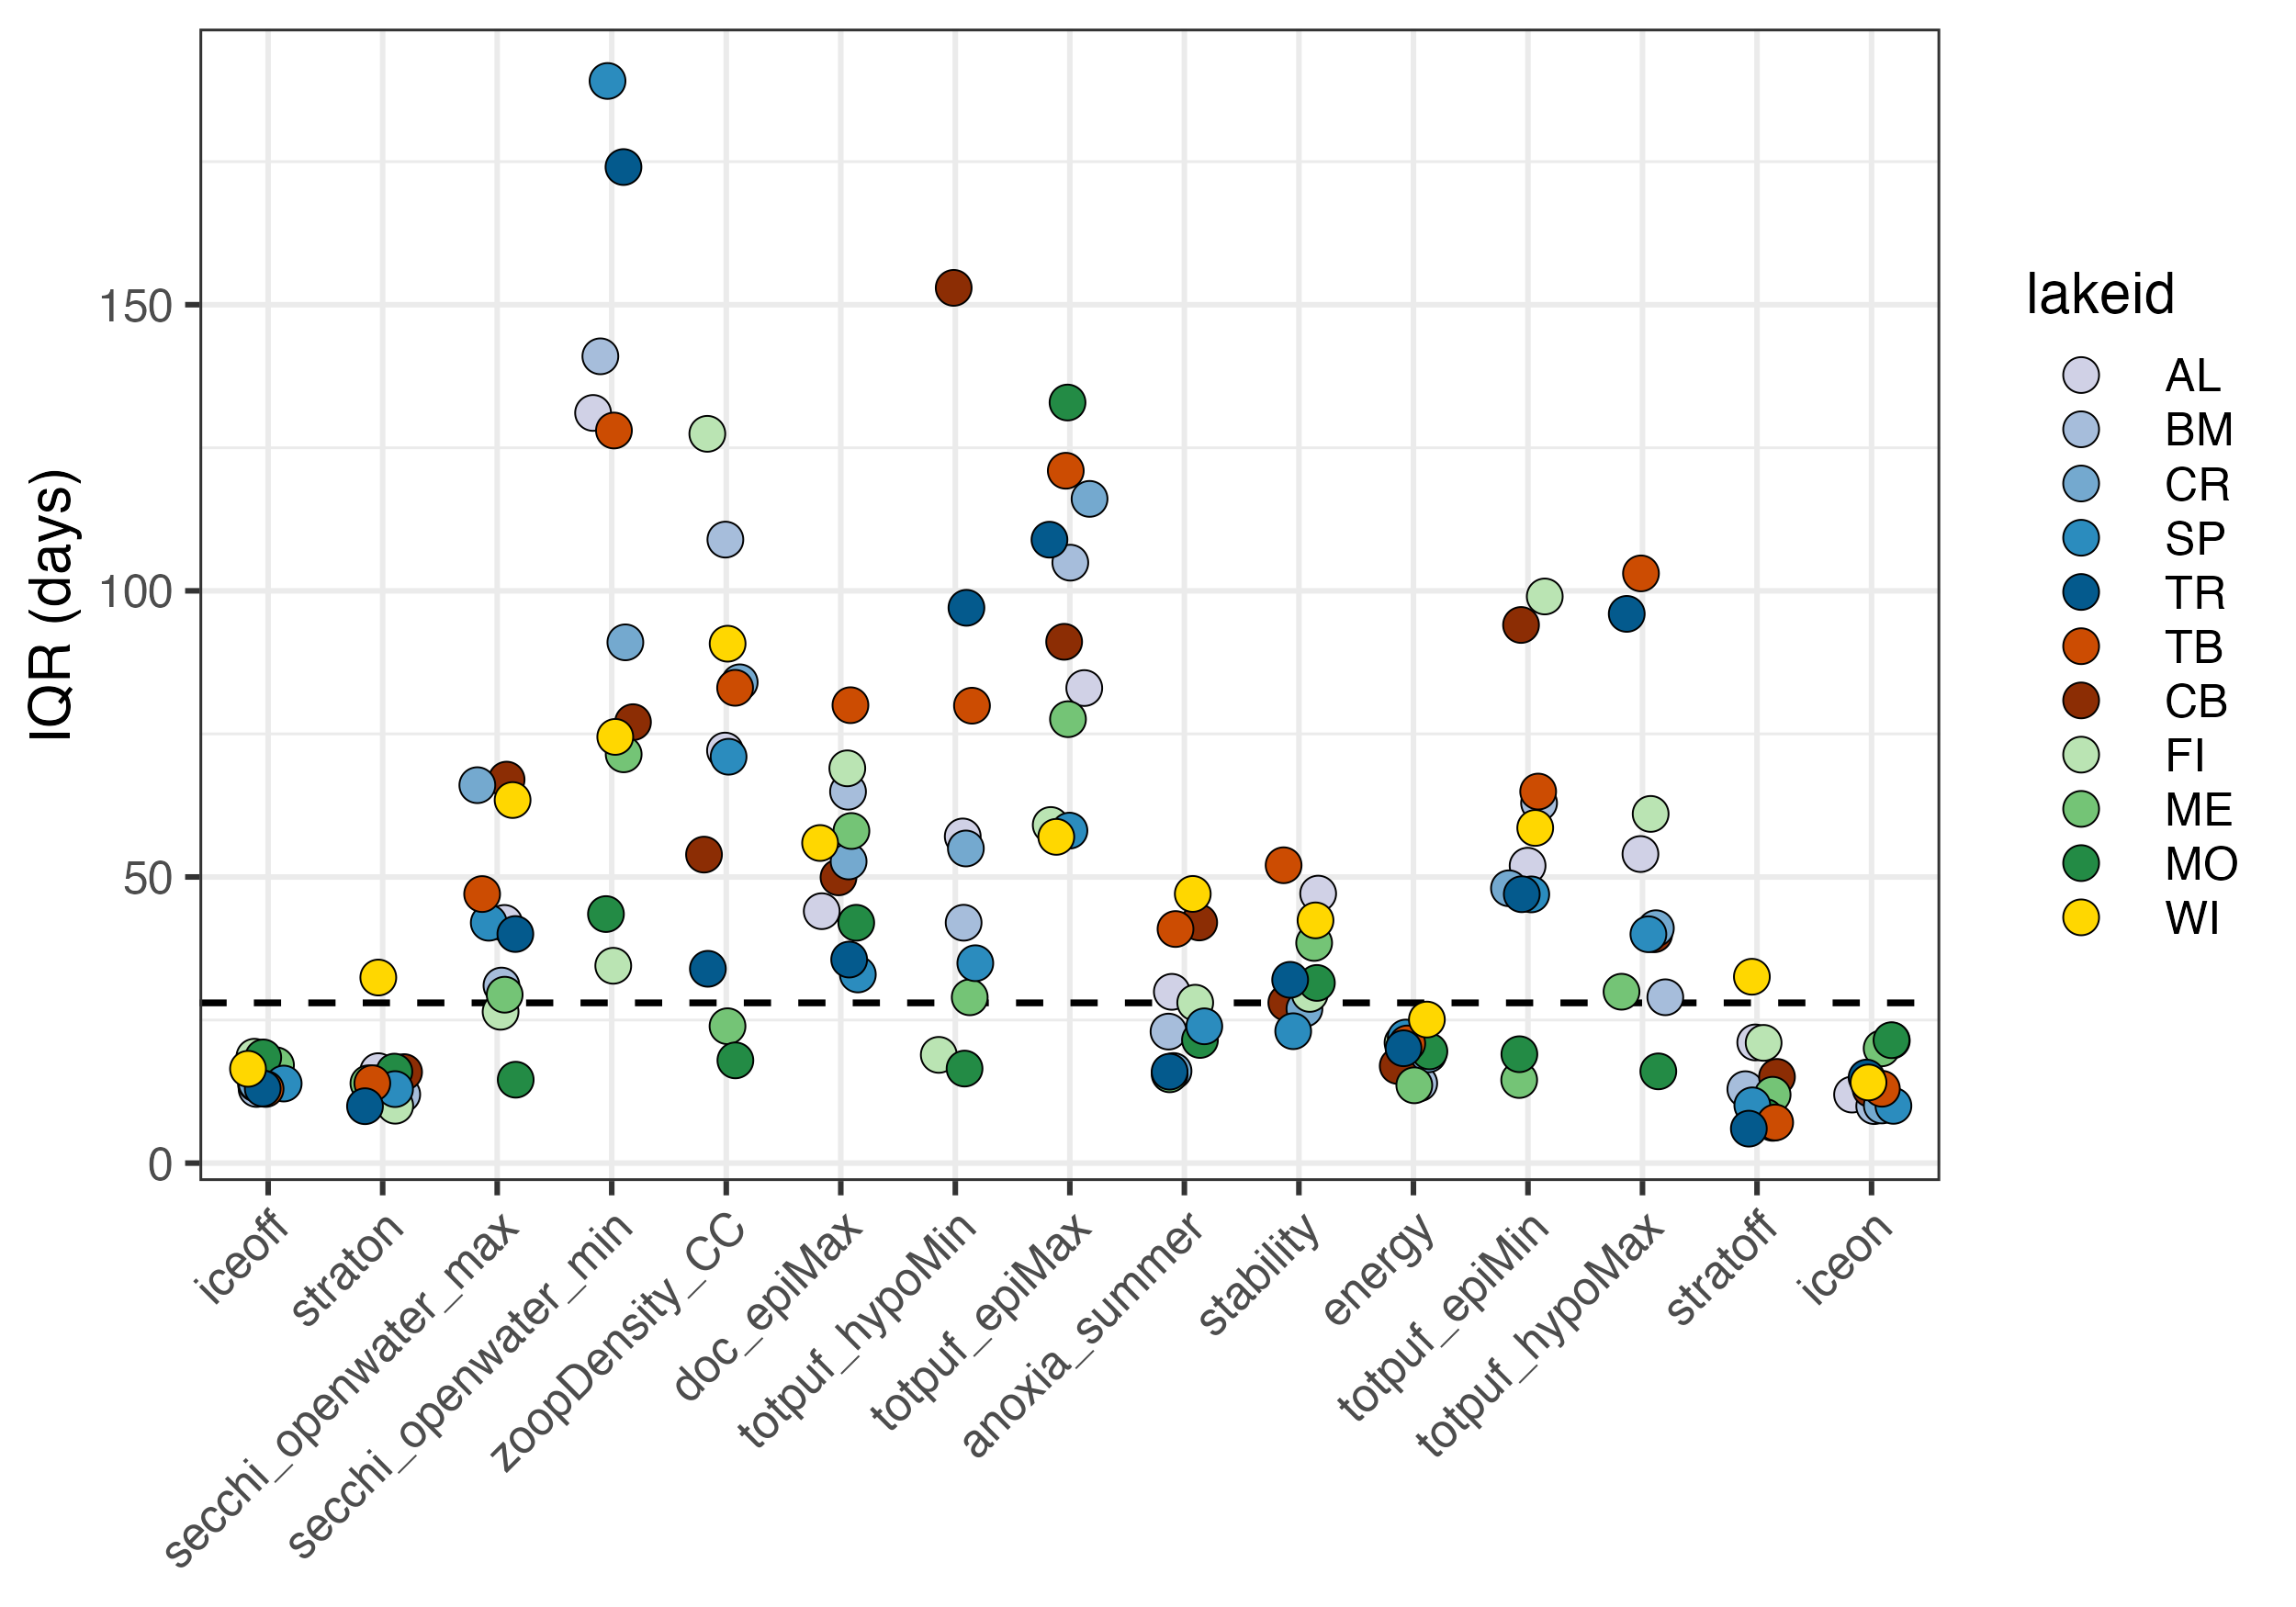 IQR (days)
150
100
50
0
iceoff
straton
secchi_openwater_max
secchi_openwater_min
zoopDensity_CC
doc_epiMax
totpuf_hypoMin
totpuf_epiMax
anoxia_summer
stability
energy
totpuf_epiMin
totpuf_hypoMax
stratoff
iceon
lakeid
AL
BM
CR
SP
TR
TB
CB
FI
ME
MO
WI